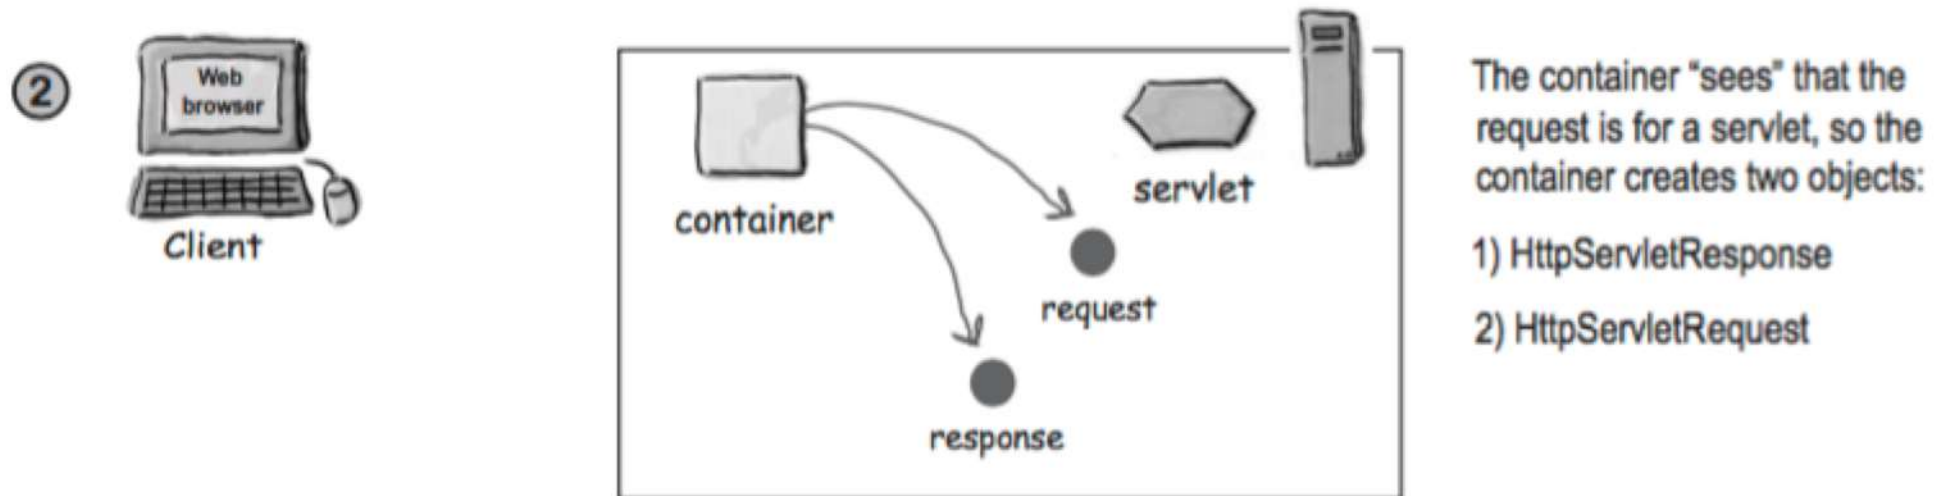 2
Web
browser
Client
container
servlet
request
response
The container “sees” that the
request is for a servlet, so the
container creates two objects:
1) HttpServletResponse
2) HttpServletRequest